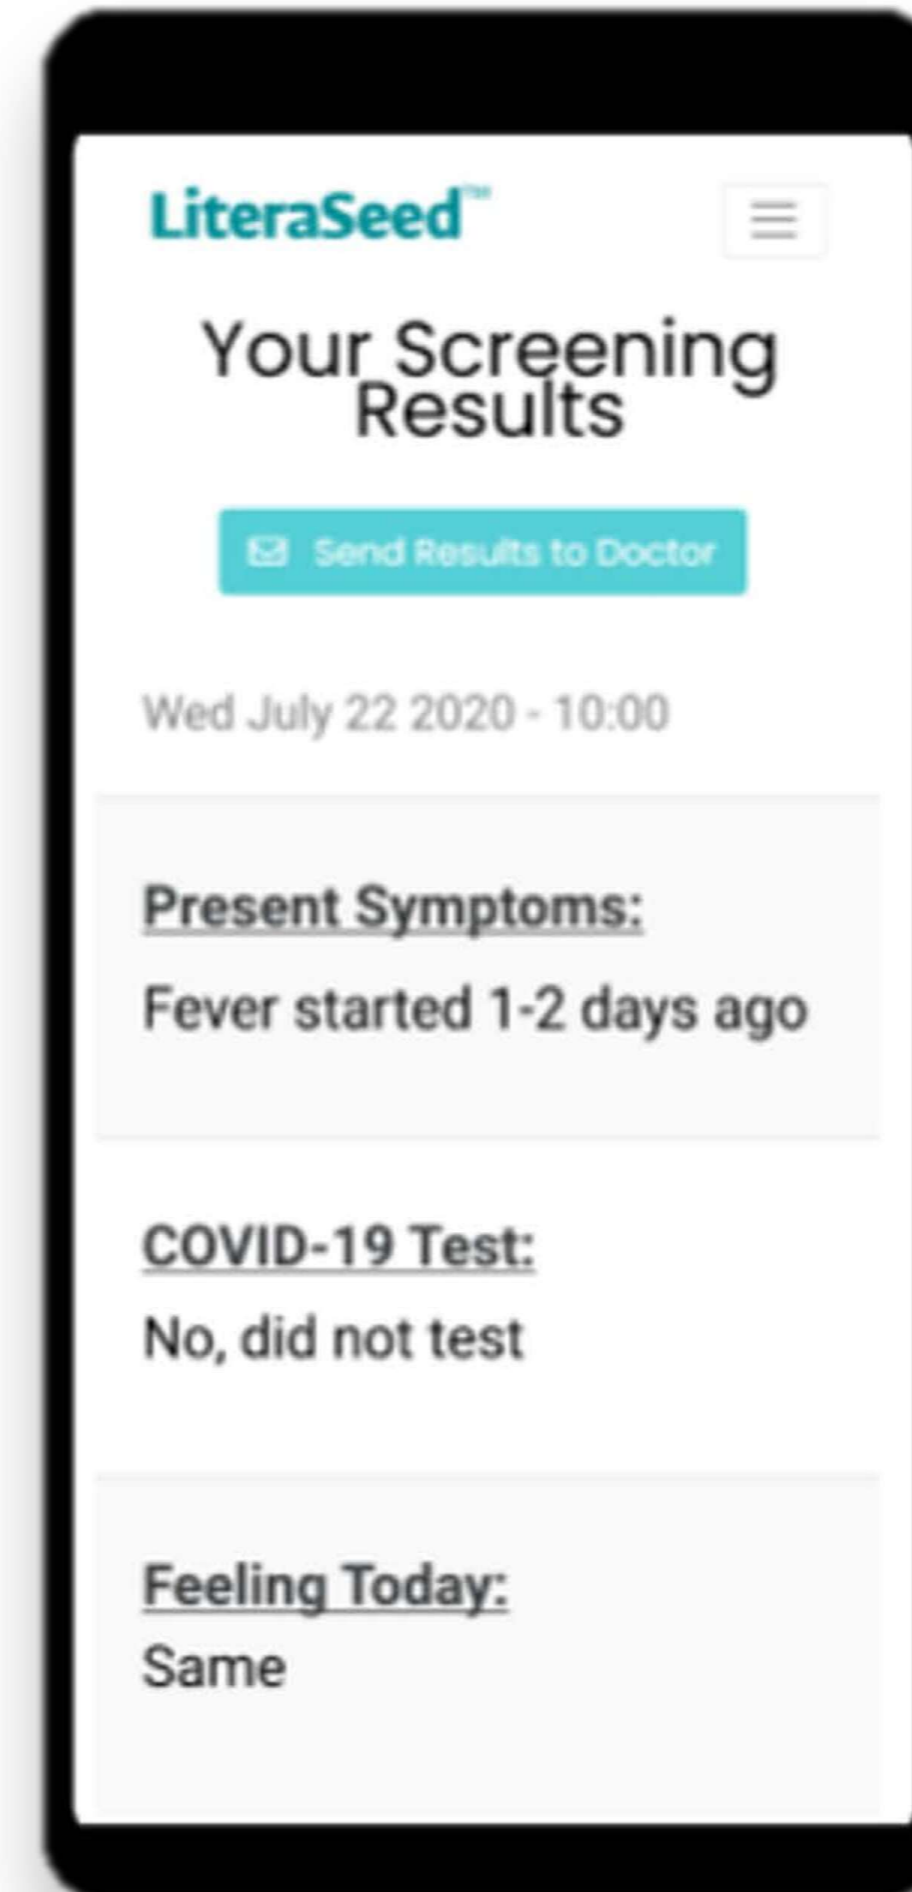 LiteraSeed™
Your Screening
Results
Send Results to Doctor
Wed July 22 2020 - 10:00
Present Symptoms:
Fever started 1-2 days ago
COVID-19 Test:
No, did not test
Feeling Today:
Same